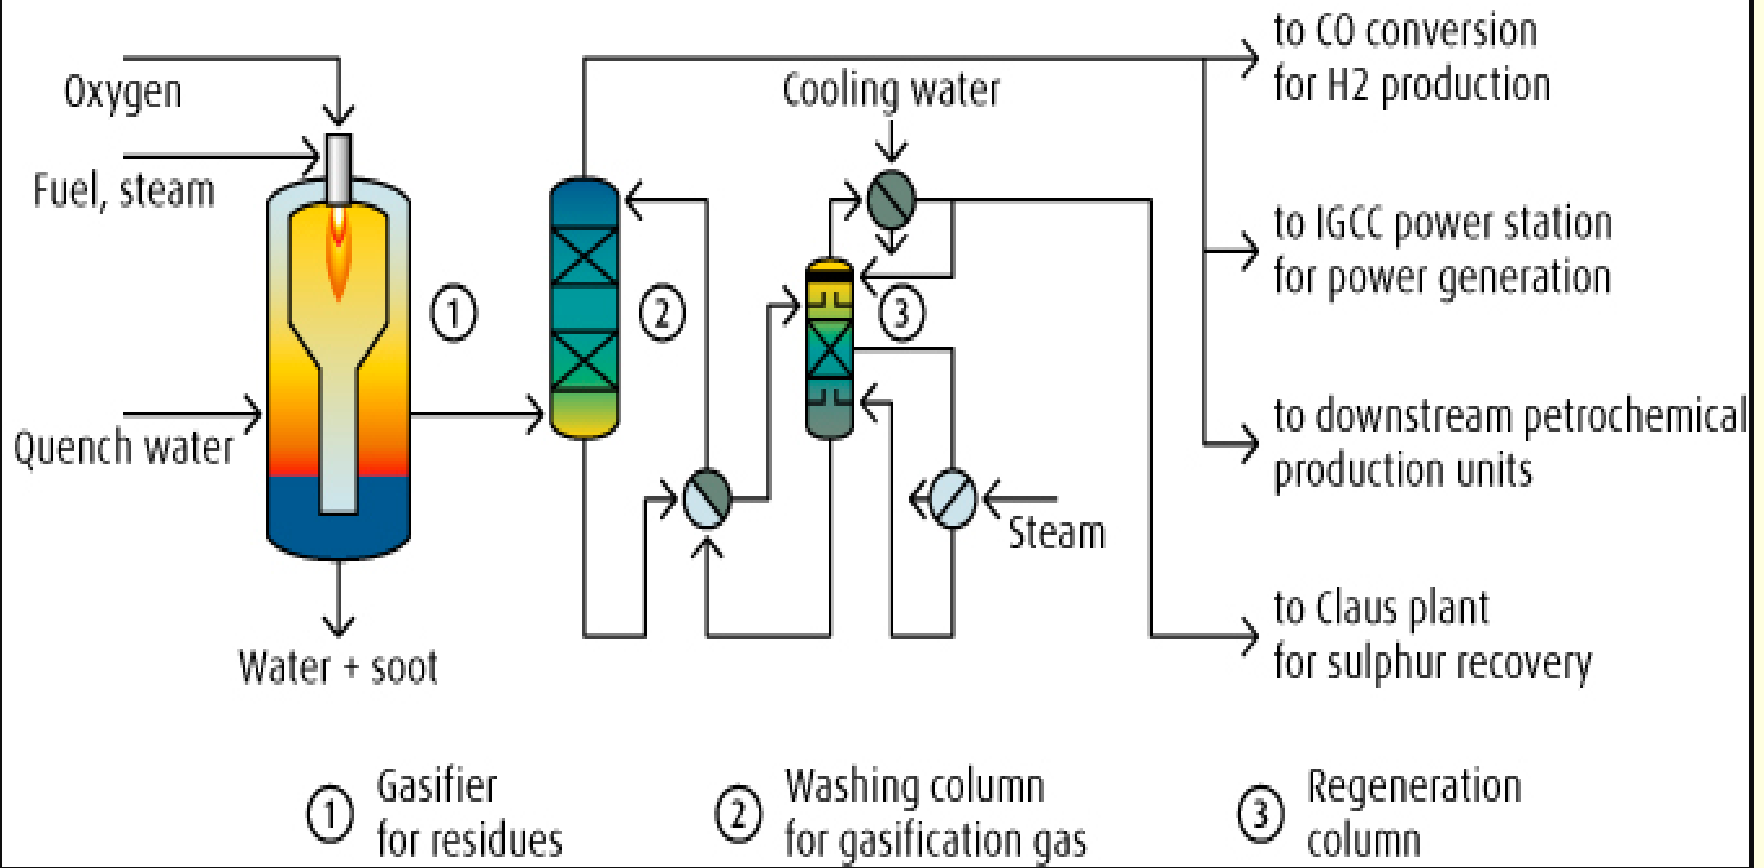 Oxygen
Fuel, steam
Quench water
Water + soot
1
2
3
Cooling water
Steam
to CO conversion
for H2 production
to IGCC power station
for power generation
to downstream petrochemical
production units
to Claus plant
for sulphur recovery
1 Gasifier
for residues
2 Washing column
for gasification gas
3 Regeneration
column